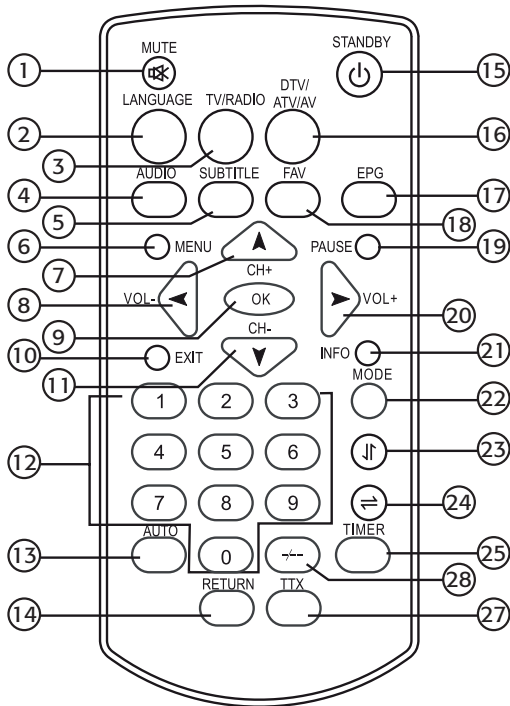 MUTE
STANDBY
1
15
LANGUAGE
TV/RADIO
DTV/
ATV/AV
2
3
16
AUDIO
SUBTITLE
FAV
EPG
4
5
18
17
6
MENU
PAUSE
19
7
CH+
8
VOL-
VOL+
20
9
OK
CH-
10
EXIT
INFO
21
11
MODE
22
1
2
3
12
4
5
6
23
7
8
9
24
AUTO
TIMER
13
0
-/--
25
28
RETURN
TTX
14
27